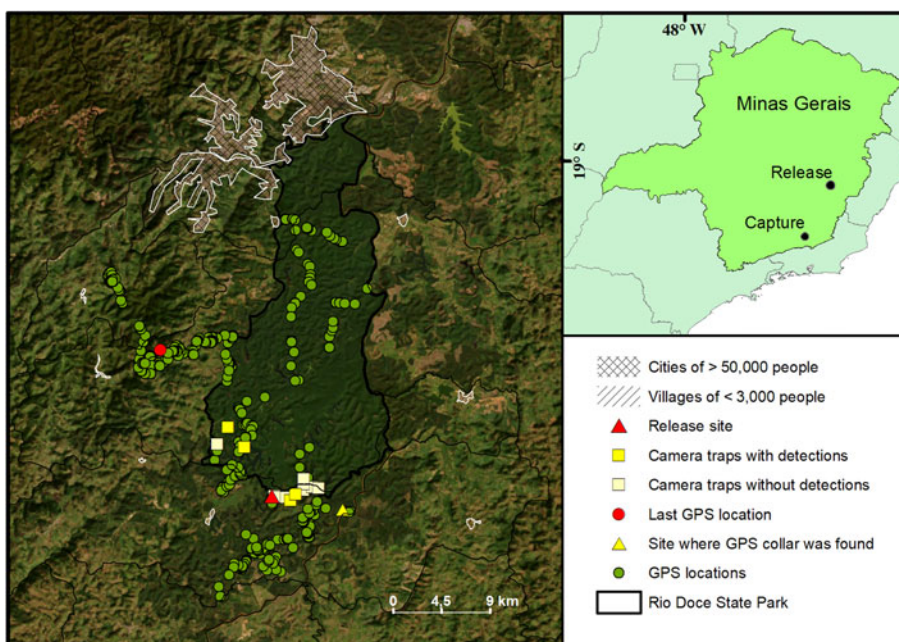 48° W
19° S
Minas Gerais
Release
Capture
Cities of > 50,000 people
Villages of < 3,000 people
Release site
Camera traps with detections
Camera traps without detections
Last GPS location
Site where GPS collar was found
GPS locations
Rio Doce State Park
0 4,5 9 km